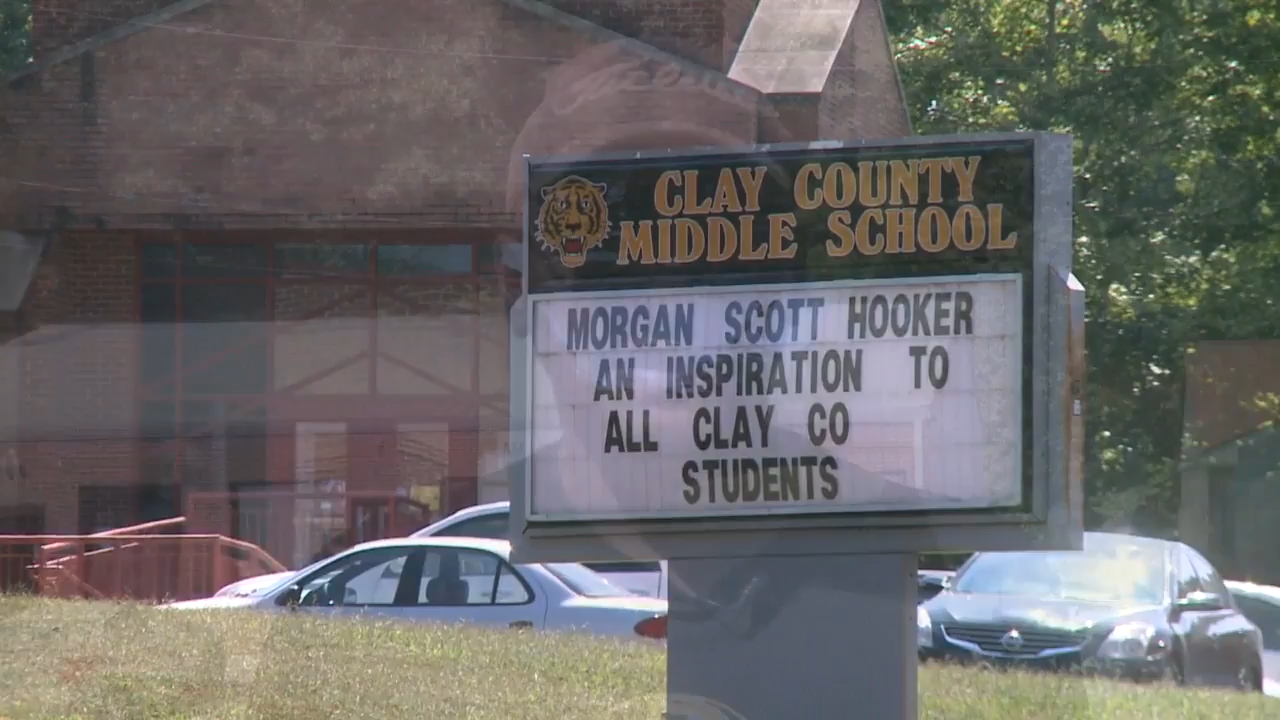 CLAY COUNTY
MIDDLE SCHOOL
MORGAN SCOTT HOOKER
AN INSPIRATION TO
ALL CLAY CO
STUDENTS